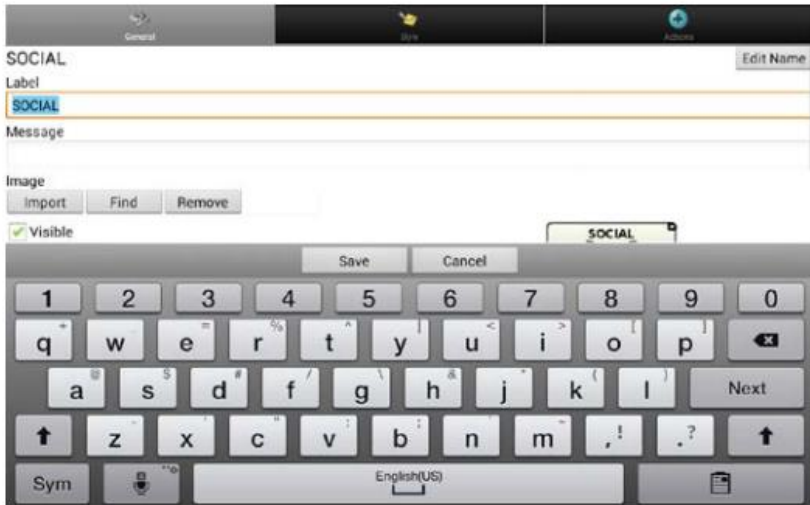 General Style Actions
SOCIAL Edit Name
Label
SOCIAL
Message
Image
Import Find Remove
Visible SOCIAL
Save Cancel
1 2 3 4 5 6 7 8 9 0
q w e r t y u i o p
a s d f g h j k l Next
z x c v b n m , ! . ?
Sym English(US)